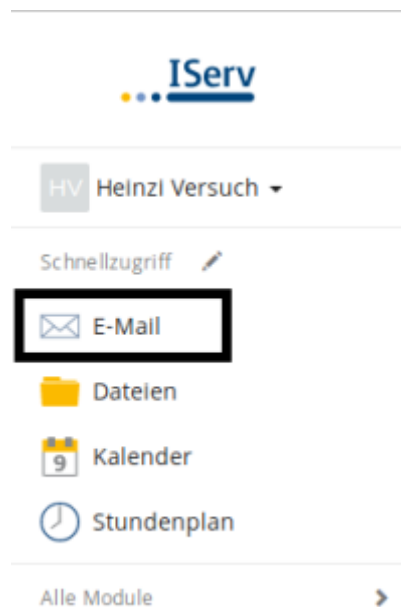 IServ
HV Heinzi Versuch
Schnellzugriff
E-Mail
Dateien
9 Kalender
Stundenplan
Alle Module